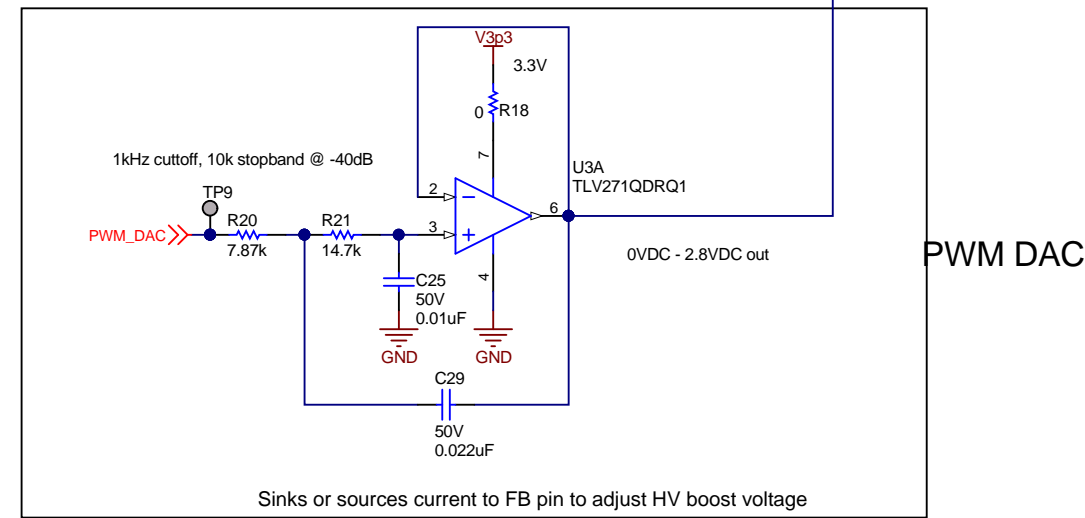 V3p3
3.3V
0
R18
7
1kHz cuttoff, 10k stopband @ -40dB
U3A
TLV271QDRQ1
TP9
2
6
PWM_DAC
R20
7.87k
R21
14.7k
3
0VDC - 2.8VDC out
PWM DAC
4
C25
50V
0.01uF
GND
GND
C29
50V
0.022uF
Sinks or sources current to FB pin to adjust HV boost voltage